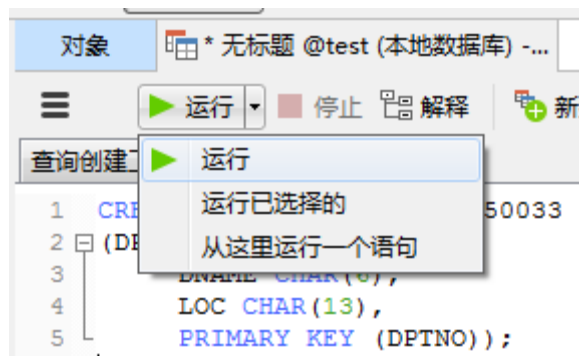 对象 * 无标题 @test (本地数据库) -...
运行 停止 解释 新
查询创建
运行
运行已选择的
从这里运行一个语句
1 CRE 50033
2 (DP
3 DNAME CHAR(6),
4 LOC CHAR(13),
5 PRIMARY KEY (DPTNO));